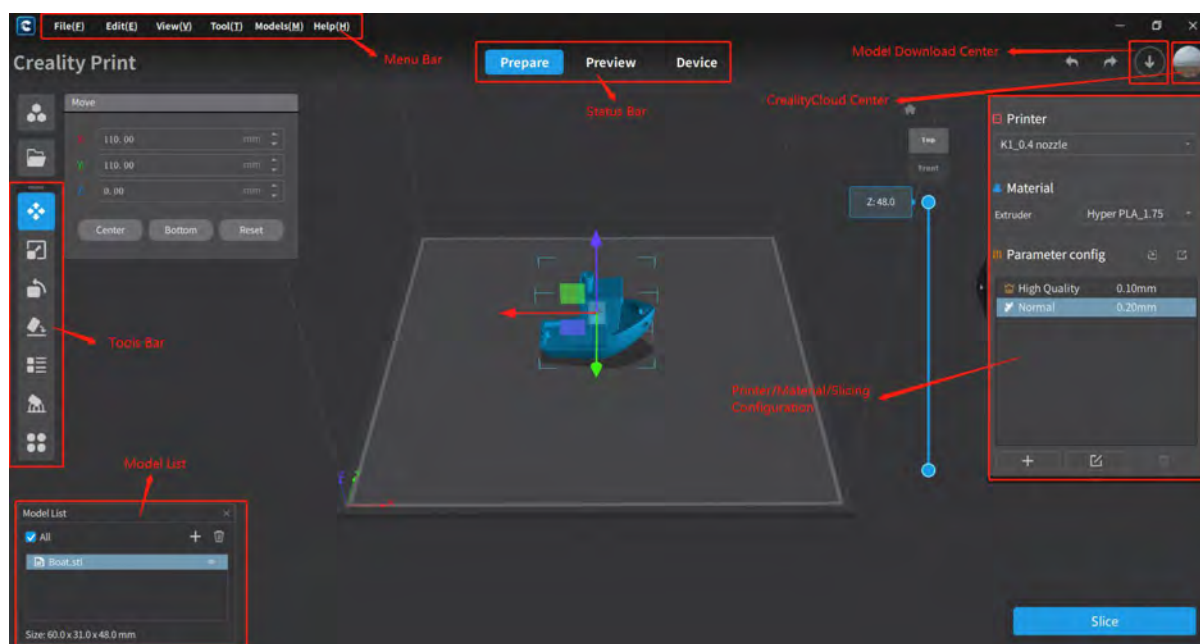 File(F) Edit(E) View(V) Tool(T) Models(M) Help(H)
Menu Bar
Model Download Center
Creality Print
Prepare Preview Device
Status Bar
CrealityCloud Center
Move
X 110.00 mm
Y 110.00 mm
0.00 mm
Center Bottom Reset
Top
Front
Z: 48.0
Printer
K1_0.4 nozzle
Material
Extruder Hyper PLA_1.75
Parameter config
High Quality 0.10mm
Normal 0.20mm
Tools Bar
Printer/Material/Slicing
Configuration
Model List
Model List
All
Boat.stl
Size: 60.0 x 31.0 x 48.0 mm
Slice